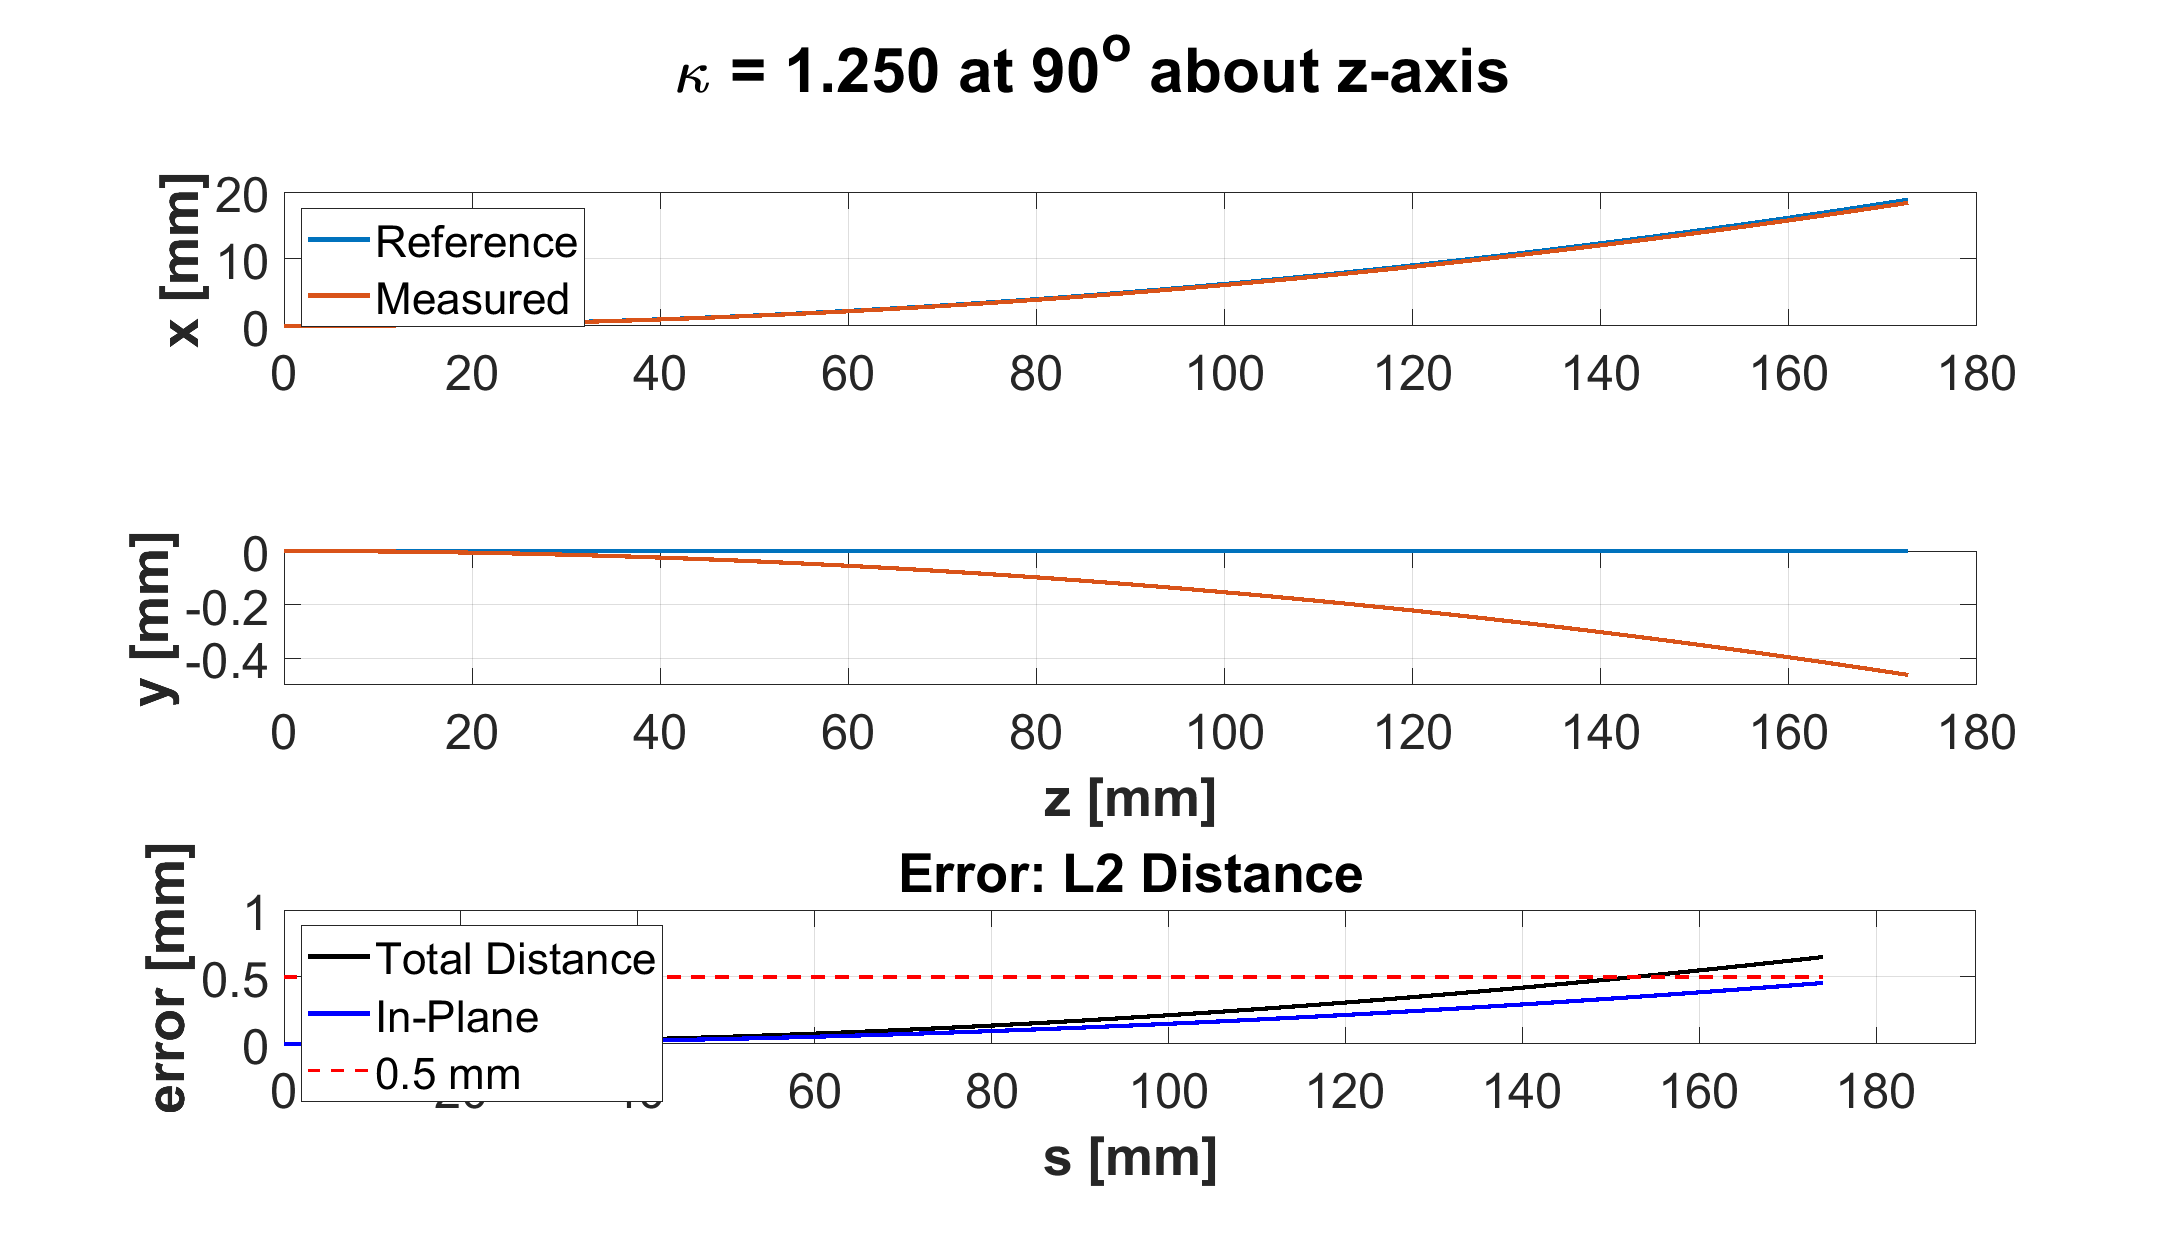 κ = 1.250 at 90° about z-axis
x [mm]
20
10
0
Reference
Measured
0 20 40 60 80 100 120 140 160 180
y [mm]
0
-0.2
-0.4
0 20 40 60 80 100 120 140 160 180
z [mm]
Error: L2 Distance
error [mm]
1
0.5
0
Total Distance
In-Plane
0.5 mm
0 60 80 100 120 140 160 180
s [mm]